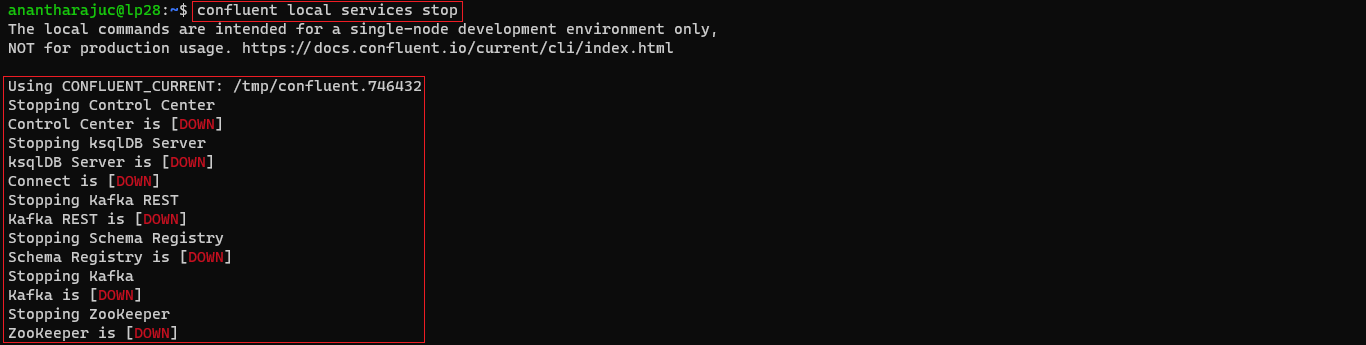 anantharajuc@lp28:~$ confluent local services stop
The local commands are intended for a single-node development environment only,
NOT for production usage. https://docs.confluent.io/current/cli/index.html
Using CONFLUENT_CURRENT: /tmp/confluent.746432
Stopping Control Center
Control Center is [DOWN]
Stopping ksqlDB Server
ksqlDB Server is [DOWN]
Connect is [DOWN]
Stopping Kafka REST
Kafka REST is [DOWN]
Stopping Schema Registry
Schema Registry is [DOWN]
Stopping Kafka
Kafka is [DOWN]
Stopping ZooKeeper
ZooKeeper is [DOWN]